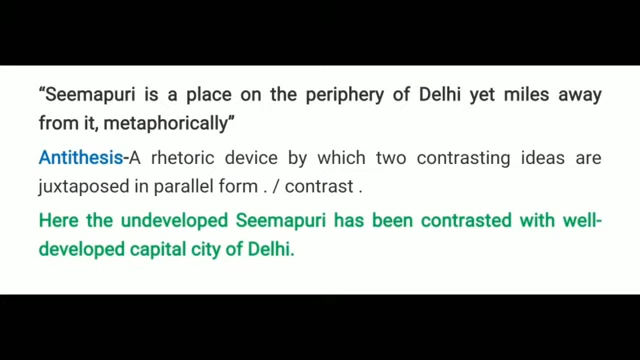 “Seemapuri is a place on the periphery of Delhi yet miles away
from it, metaphorically”
Antithesis-A rhetoric device by which two contrasting ideas are
juxtaposed in parallel form . / contrast .
Here the undeveloped Seemapuri has been contrasted with well-
developed capital city of Delhi.